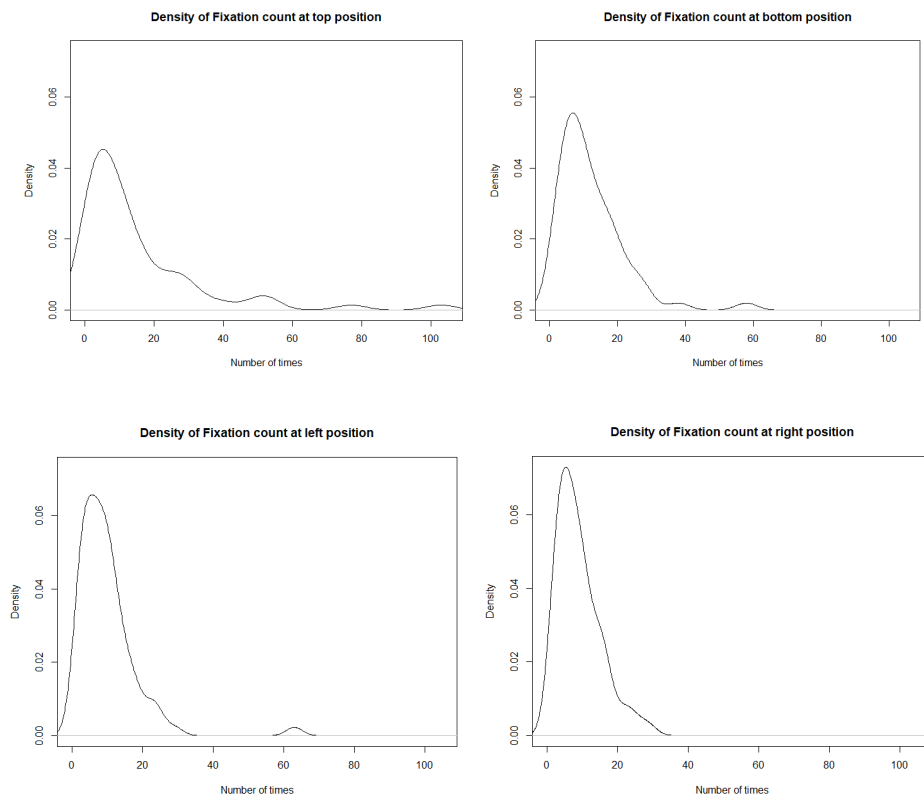 Density of Fixation count at top position
0.06
0.04
0.02
0.00
Density
0 20 40 60 80 100
Number of times
Density of Fixation count at bottom position
0.06
0.04
0.02
0.00
Density
0 20 40 60 80 100
Number of times
Density of Fixation count at left position
0.06
0.04
0.02
0.00
Density
0 20 40 60 80 100
Number of times
Density of Fixation count at right position
0.06
0.04
0.02
0.00
Density
0 20 40 60 80 100
Number of times